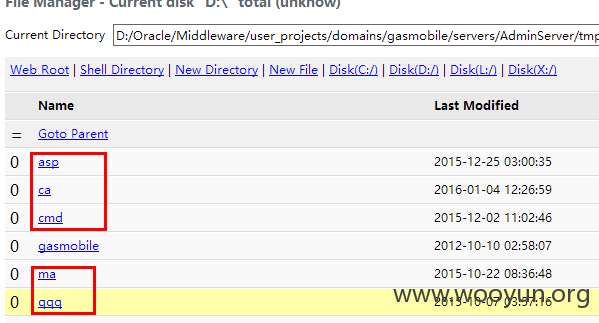 File Manager - Current disk "D:\" total (unknow)
Current Directory D:/Oracle/Middleware/user_projects/domains/gasmobile/servers/AdminServer/tmp
Web Root | Shell Directory | New Directory | New File | Disk(C:/) | Disk(D:/) | Disk(L:/) | Disk(X:/)
Name Last Modified
= Goto Parent
0 asp 2015-12-25 03:00:35
0 ca 2016-01-04 12:26:59
0 cmd 2015-12-02 11:02:46
0 gasmobile 2012-10-10 02:58:07
0 ma 2015-10-22 08:36:48
0 qqq 2015-10-07 03:57:16
www.wooyun.org